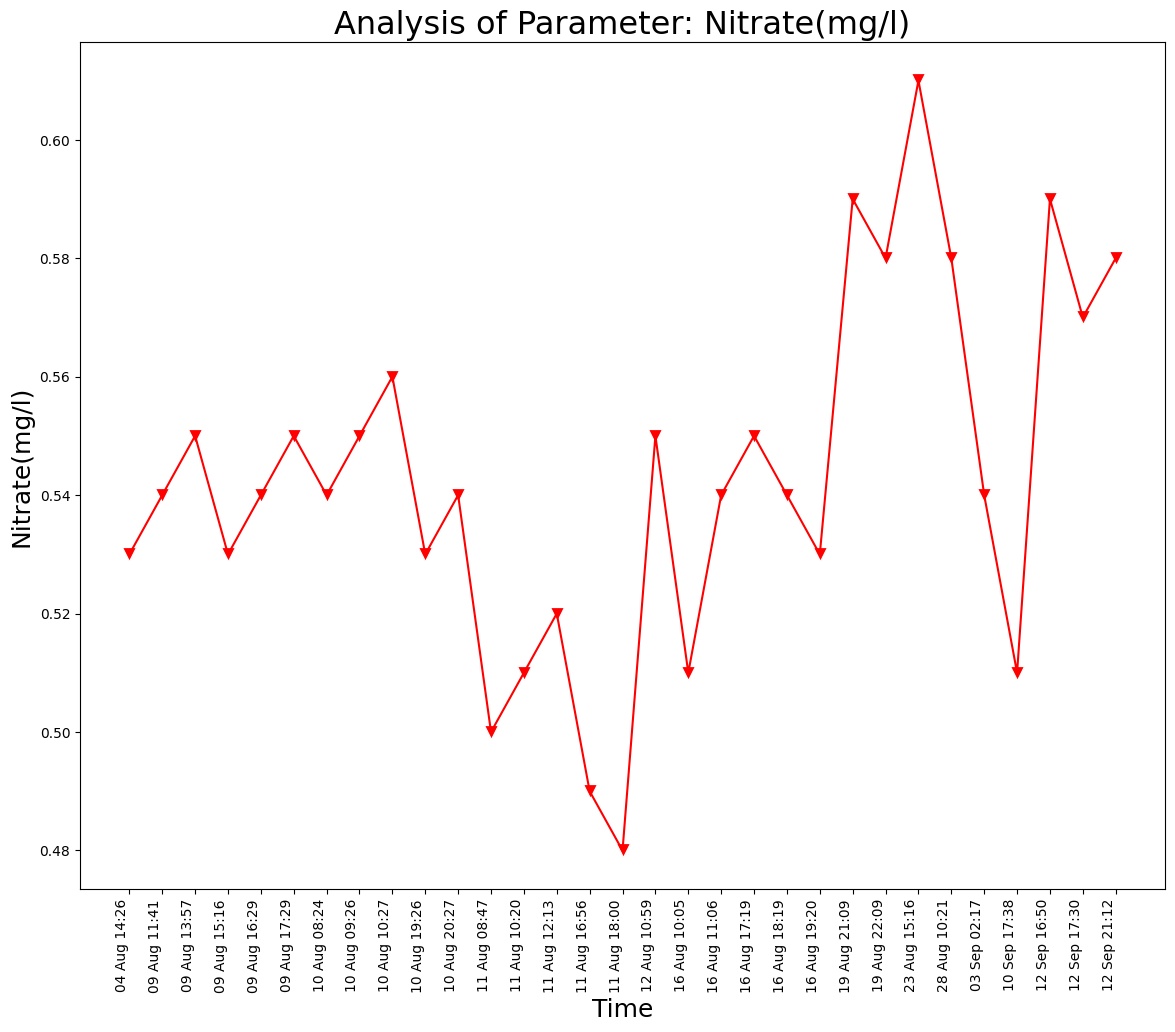 Analysis of Parameter: Nitrate(mg/l)
Nitrate(mg/l)
0.60
0.58
0.56
0.54
0.52
0.50
0.48
04 Aug 14:26
09 Aug 11:41
09 Aug 13:57
09 Aug 15:16
09 Aug 16:29
09 Aug 17:29
10 Aug 08:24
10 Aug 09:26
10 Aug 10:27
10 Aug 19:26
10 Aug 20:27
11 Aug 08:47
11 Aug 10:20
11 Aug 12:13
11 Aug 16:56
11 Aug 18:00
12 Aug 10:59
16 Aug 10:05
16 Aug 11:06
16 Aug 17:19
16 Aug 18:19
16 Aug 19:20
19 Aug 21:09
19 Aug 22:09
23 Aug 15:16
28 Aug 10:21
03 Sep 02:17
10 Sep 17:38
12 Sep 16:50
12 Sep 17:30
12 Sep 21:12
Time